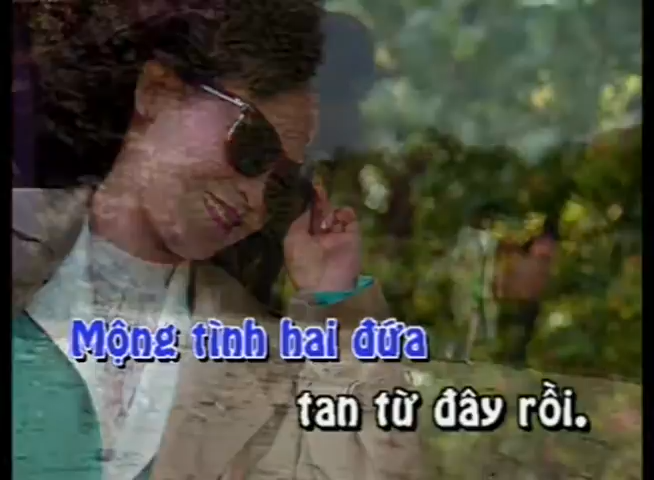 Mộng tình hai đứa
tan từ đây rồi.